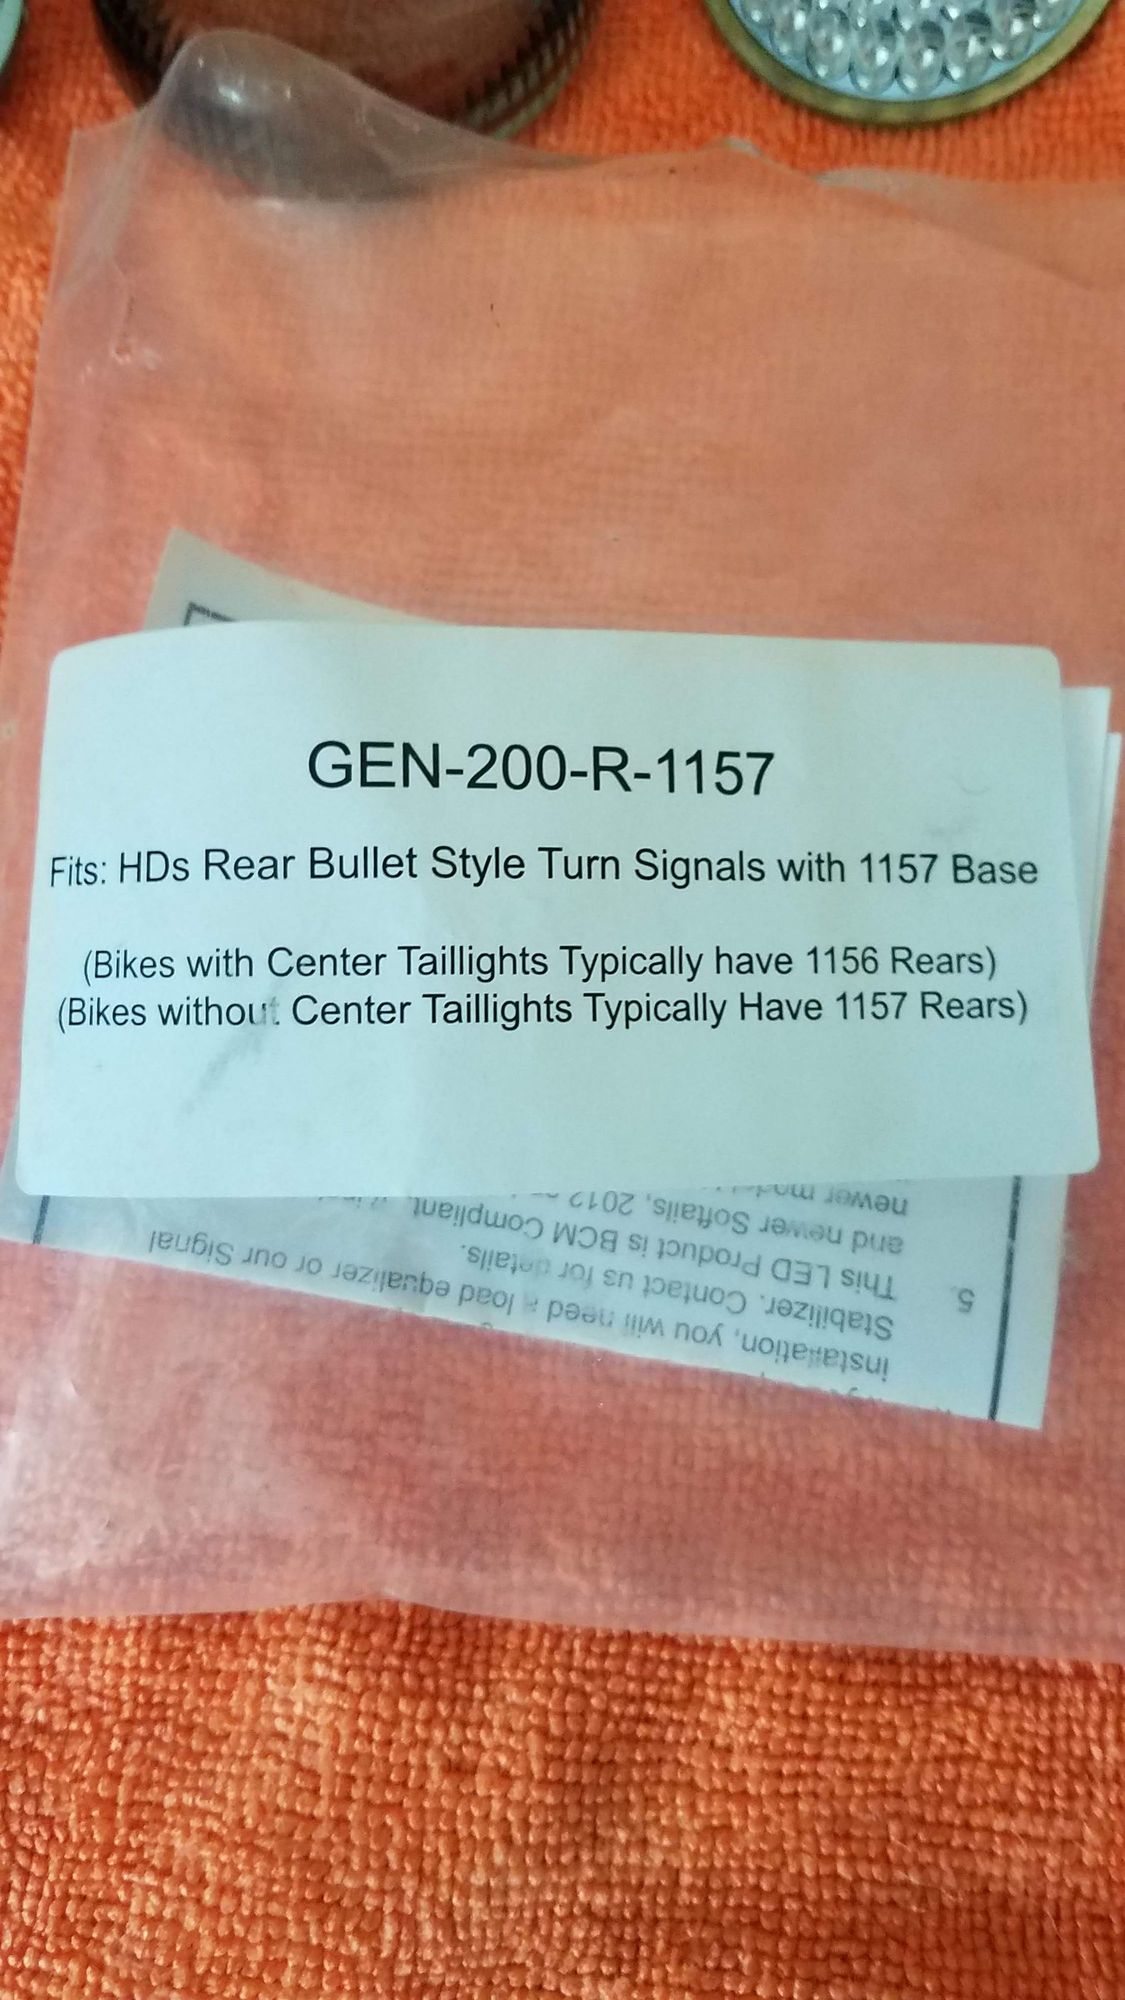 GEN-200-R-1157
Fits: HDs Rear Bullet Style Turn Signals with 1157 Base
(Bikes with Center Taillights Typically have 1156 Rears)
(Bikes without Center Taillights Typically Have 1157 Rears)
installation, you will need a load equalizer or our Signal
Stabilizer. Contact us for details.
5. This LED Product is BCM Compliant,
and newer Softails, 2012
newer